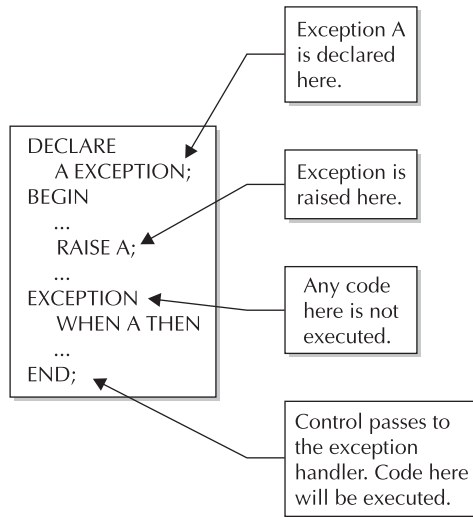 Exception A
is declared
here.
DECLARE
A EXCEPTION;
BEGIN
...
RAISE A;
...
EXCEPTION
WHEN A THEN
...
END;
Exception is
raised here.
Any code
here is not
executed.
Control passes to
the exception
handler. Code here
will be executed.